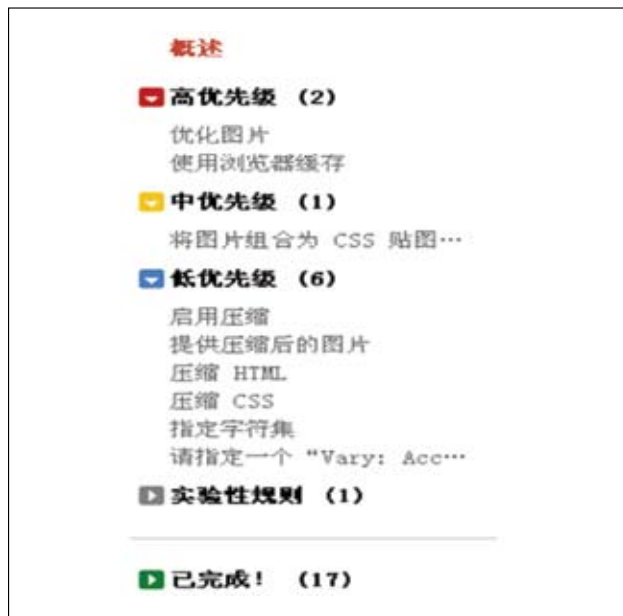 概述
高优先级 (2)
优化图片
使用浏览器缓存
中优先级 (1)
将图片组合为 CSS 贴图…
低优先级 (6)
启用压缩
提供压缩后的图片
压缩 HTML
压缩 CSS
指定字符集
请指定一个 “Vary: Acc…
实验性规则 (1)
已完成! (17)